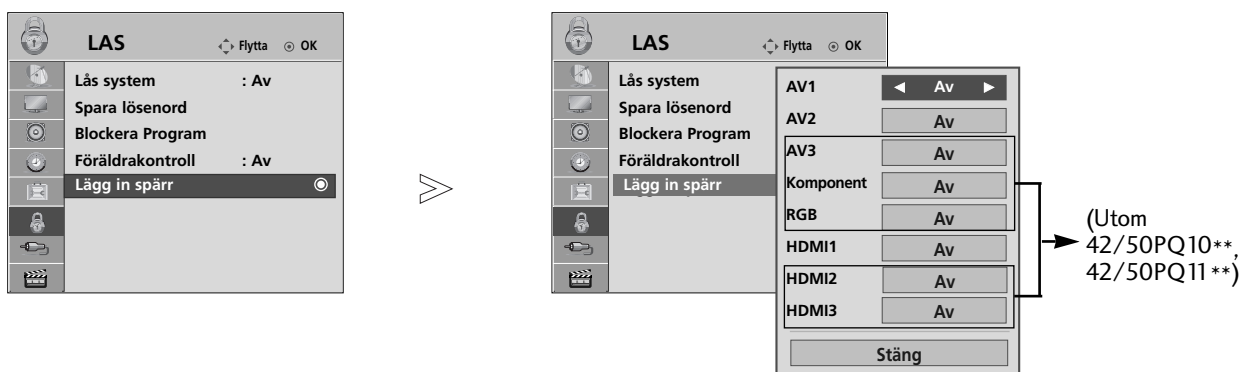 LAS Flytta OK
Lås system : Av
Spara lösenord
Blockera Program
Föräldrakontroll : Av
Lägg in spärr
LAS Flytta OK
Lås system
Spara lösenord
Blockera Program
Föräldrakontroll
Lägg in spärr
AV1 ◄ Av ►
AV2 Av
AV3 Av
Komponent Av
RGB Av
HDMI1 Av
HDMI2 Av
HDMI3 Av
Stäng
(Utom
42/50PQ10**,
42/50PQ11**)